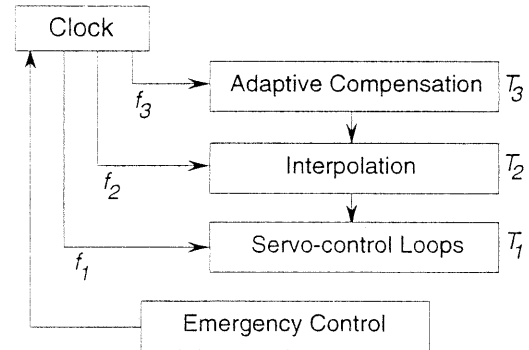 Clock
Adaptive Compensation
T3
f3
Interpolation
T2
f2
Servo-control Loops
T1
f1
Emergency Control